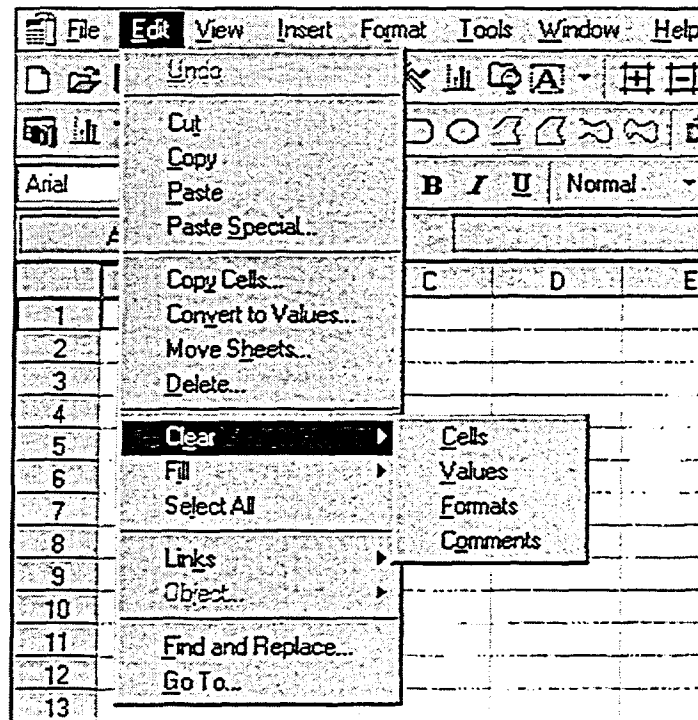 File Edit View Insert Format Tools Window Help
Undo
Cut
Copy
Paste
Paste Special...
Copy Cells...
Convert to Values...
Move Sheets...
Delete...
Clear
Fill
Select All
Links
Object...
Find and Replace...
Go To...
Cells
Values
Formats
Comments
A
Arial B I U Normal
A
C D E
1
2
3
4
5
6
7
8
9
10
11
12
13